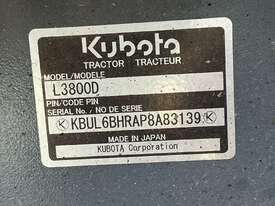 Kubota
TRACTOR TRACTEUR
MODEL/MODELE
L3800D
PIN/CODE PIN
SERIAL No. / NO DE SERIE
KBUL6BHRAP8A83139
MADE IN JAPAN
KUBOTA Corporation